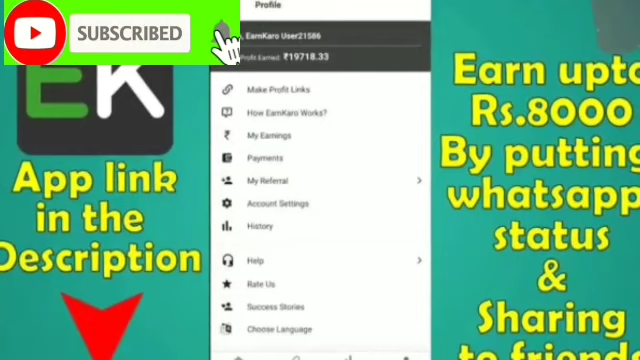 SUBSCRIBED
EK
App link
in the
Description
Profile
EarnKaro User21586
Profit Earned: ₹19718.33
Make Profit Links
How EarnKaro Works?
My Earnings
Payments
My Referral
Account Settings
History
Help
Rate Us
Success Stories
Choose Language
Earn upto
Rs.8000
By putting
whatsapp
status
&
Sharing
to friends